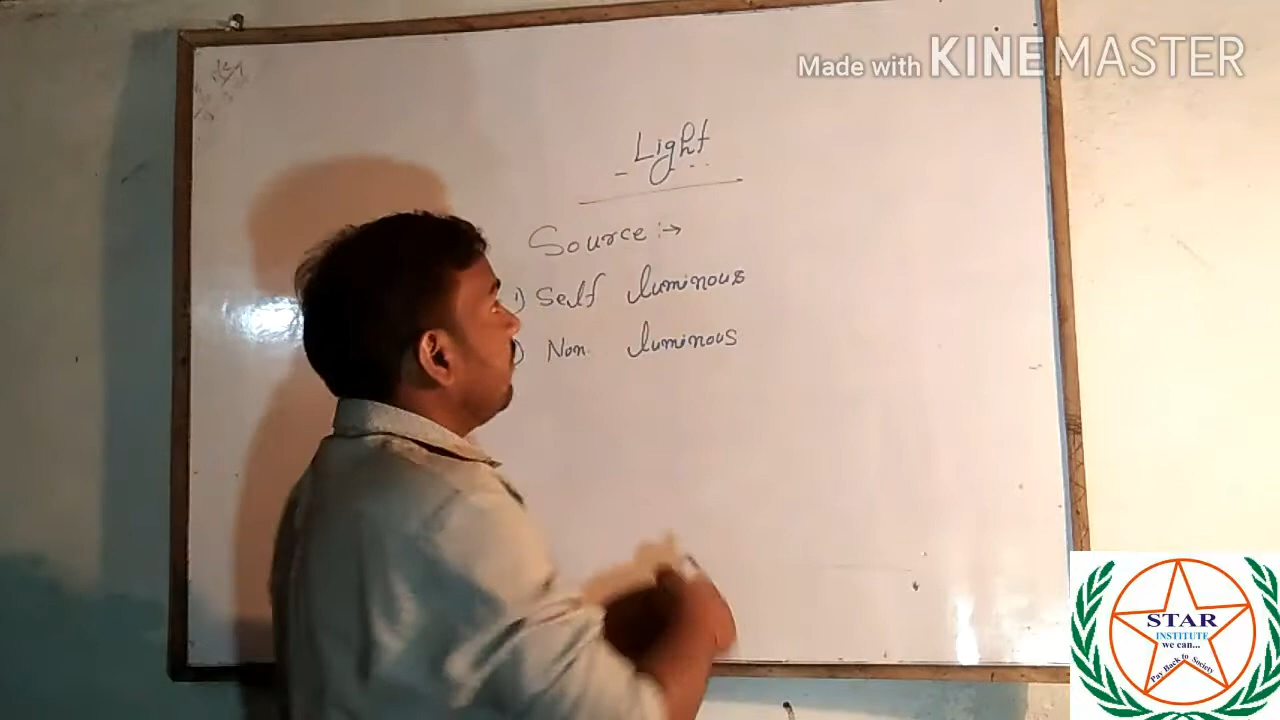 Made with KINEMASTER
Light
Source :→
1) Self luminous
) Non luminous
STAR
INSTITUTE
we can...
Pay Back to Society